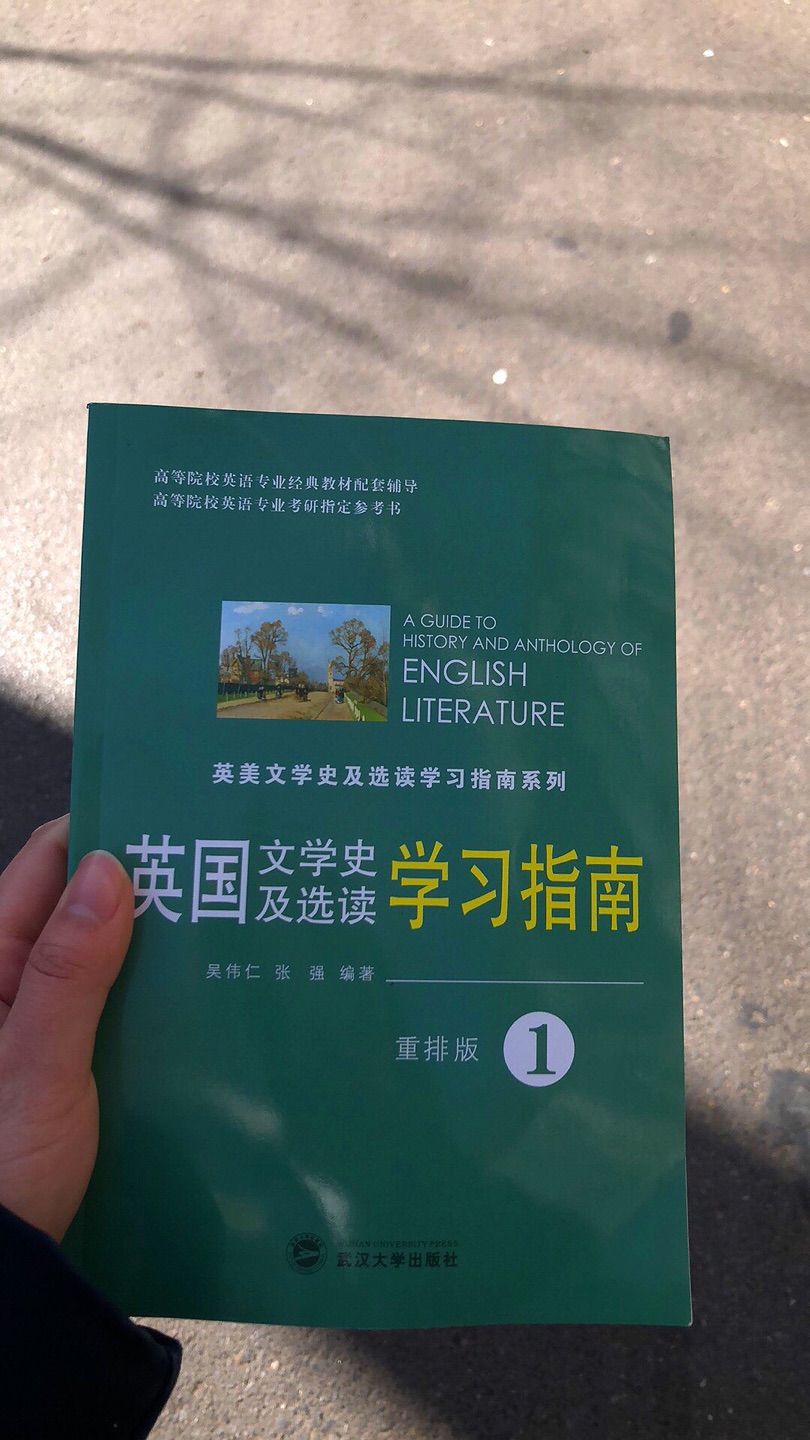 高等院校英语专业经典教材配套辅导
高等院校英语专业考研指定参考书
A GUIDE TO
HISTORY AND ANTHOLOGY OF
ENGLISH
LITERATURE
英美文学史及选读学习指南系列
英国文学史及选读学习指南
吴伟仁 张 强 编著
重排版 1
WUHAN UNIVERSITY PRESS
武汉大学出版社